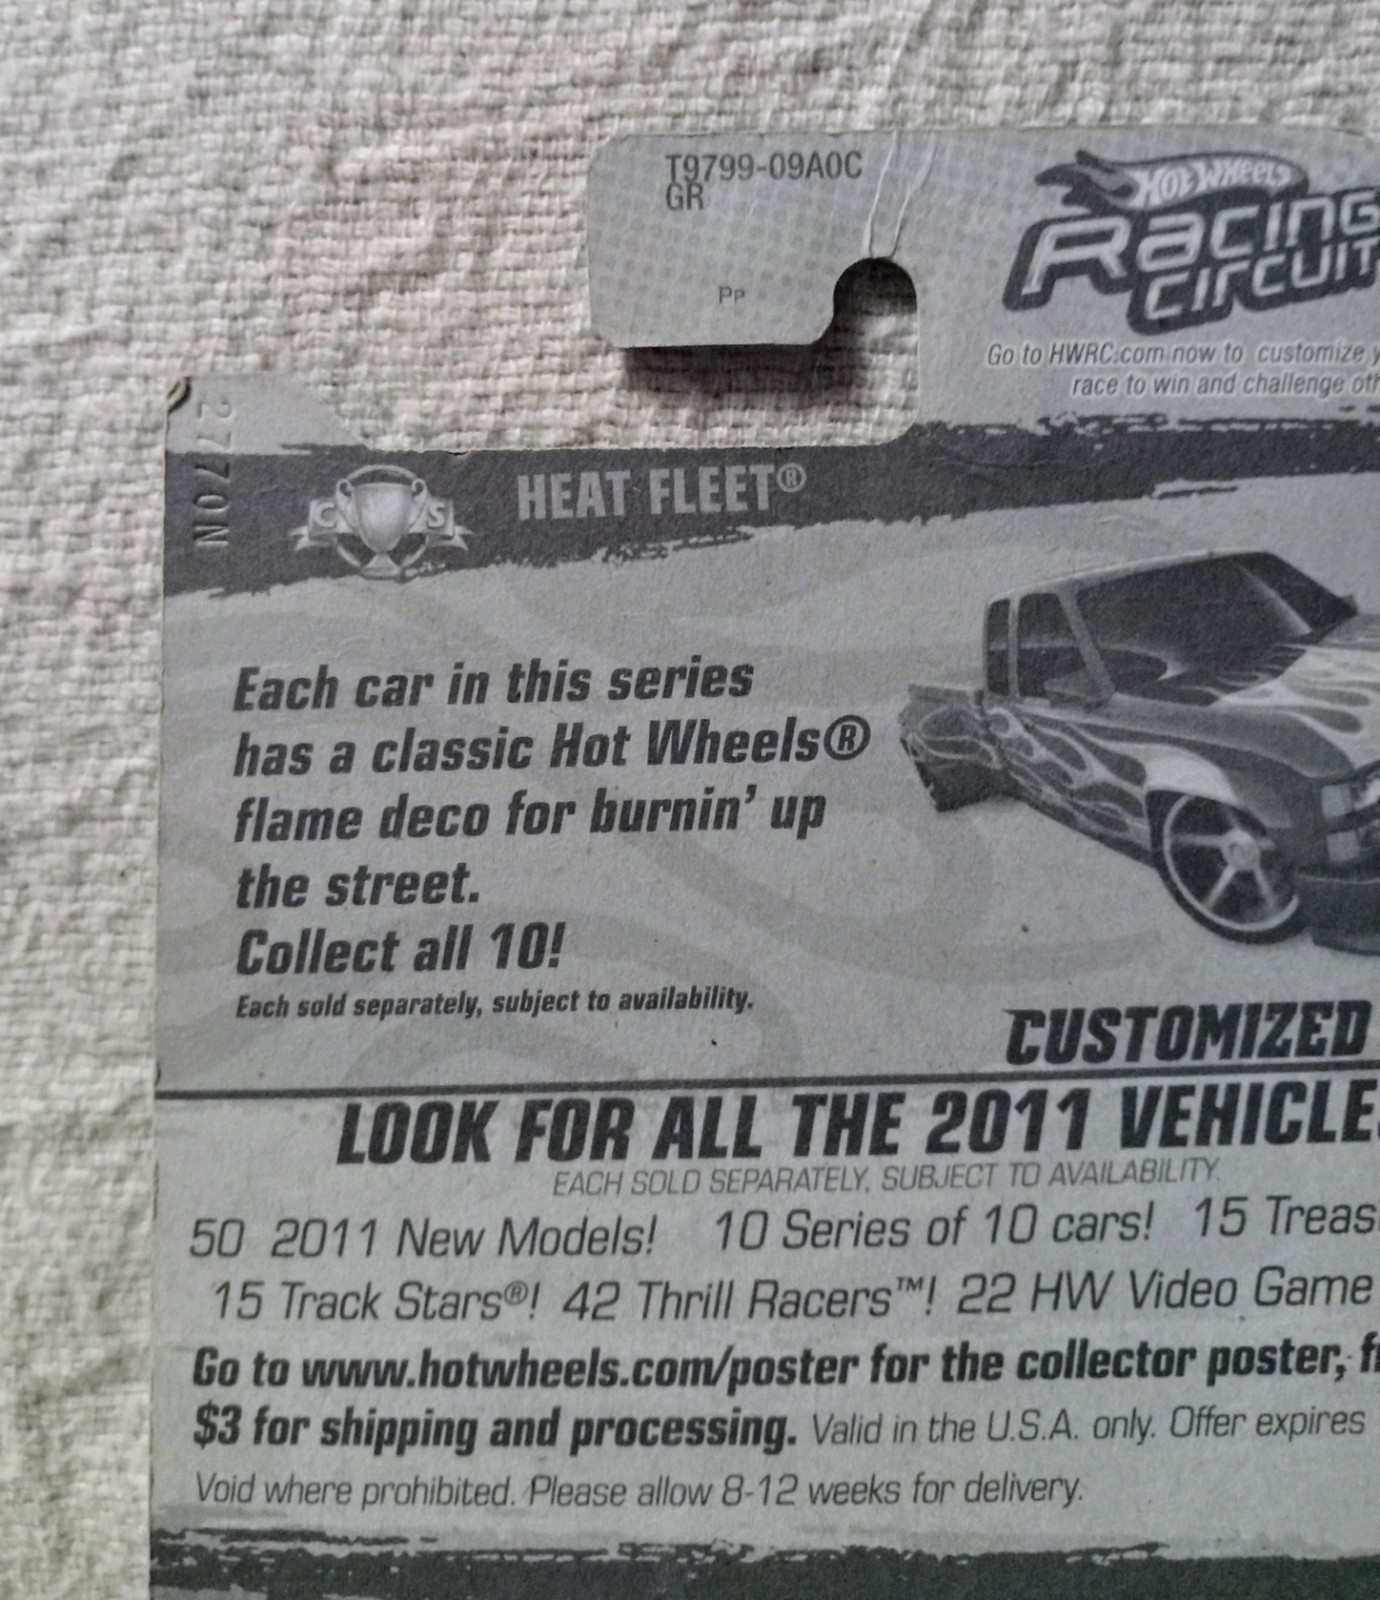 T9799-09A0C
GR
PP
HOT WHEELS
RACING
CIRCUIT
Go to HWRC.com now to customize
race to win and challenge
2770N
C S
HEAT FLEET®
Each car in this series
has a classic Hot Wheels®
flame deco for burnin' up
the street.
Collect all 10!
Each sold separately, subject to availability.
CUSTOMIZED
LOOK FOR ALL THE 2011 VEHICLE
EACH SOLD SEPARATELY, SUBJECT TO AVAILABILITY.
50 2011 New Models! 10 Series of 10 cars! 15 Treas
15 Track Stars®! 42 Thrill Racers™! 22 HW Video Game
Go to www.hotwheels.com/poster for the collector poster,
$3 for shipping and processing. Valid in the U.S.A. only. Offer expires
Void where prohibited. Please allow 8-12 weeks for delivery.